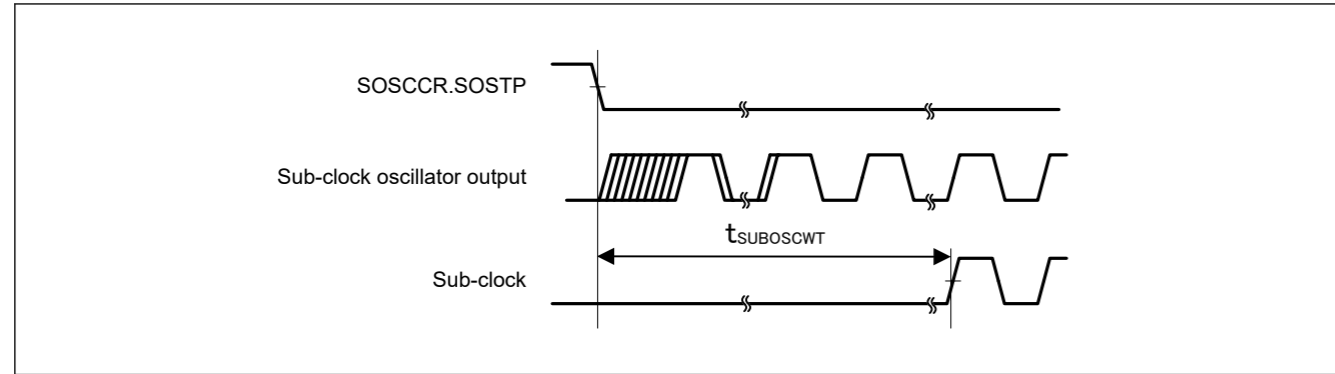 SOSCCR.SOSTP
Sub-clock oscillator output
tSUBOSCWT
Sub-clock